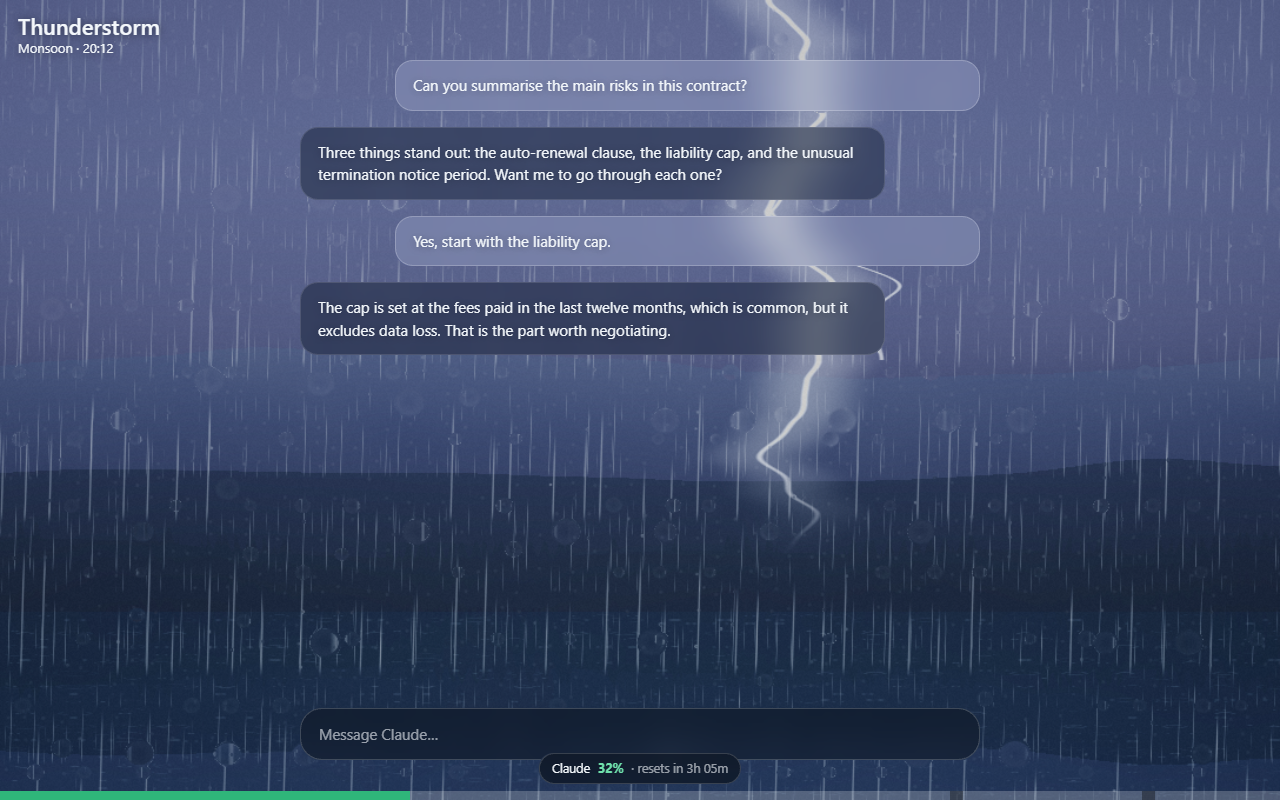 Thunderstorm
Monsoon · 20:12
Can you summarise the main risks in this contract?
Three things stand out: the auto-renewal clause, the liability cap, and the unusual
termination notice period. Want me to go through each one?
Yes, start with the liability cap.
The cap is set at the fees paid in the last twelve months, which is common, but it
excludes data loss. That is the part worth negotiating.
Message Claude...
Claude 32% · resets in 3h 05m